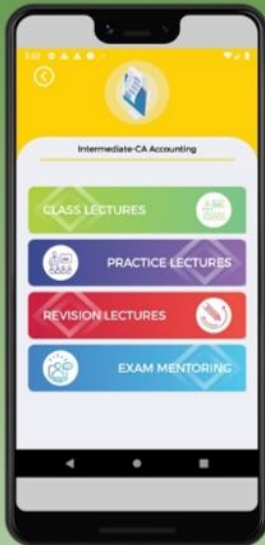 Intermediate-CA Accounting
CLASS LECTURES
PRACTICE LECTURES
REVISION LECTURES
EXAM MENTORING